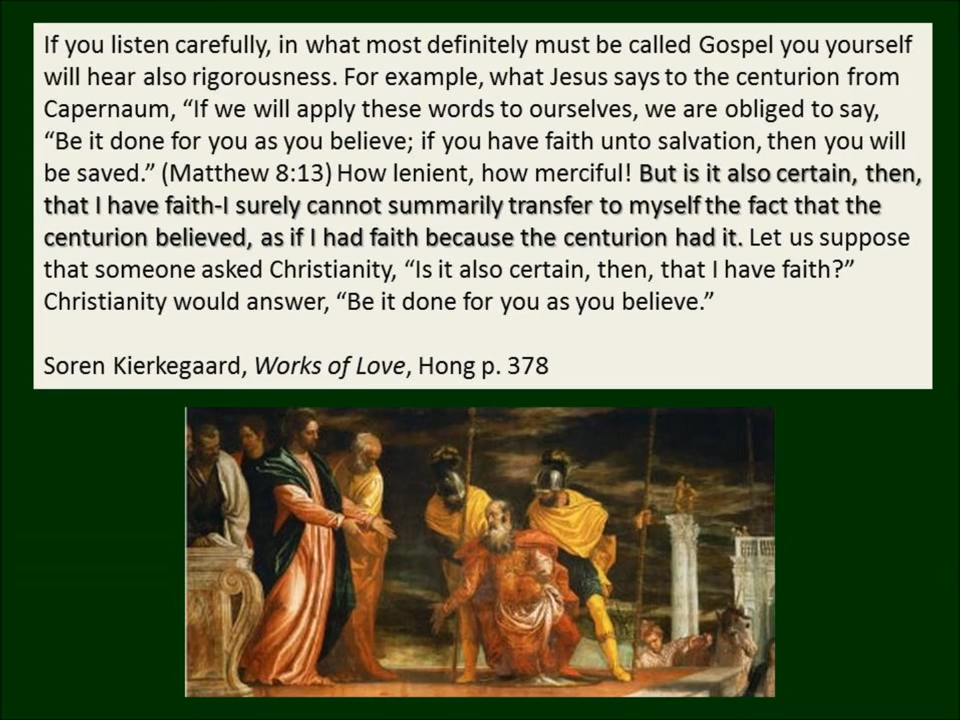 If you listen carefully, in what most definitely must be called Gospel you yourself
will hear also rigorousness. For example, what Jesus says to the centurion from
Capernaum, “If we will apply these words to ourselves, we are obliged to say,
“Be it done for you as you believe; if you have faith unto salvation, then you will
be saved.” (Matthew 8:13) How lenient, how merciful! But is it also certain, then,
that I have faith-I surely cannot summarily transfer to myself the fact that the
centurion believed, as if I had faith because the centurion had it. Let us suppose
that someone asked Christianity, “Is it also certain, then, that I have faith?”
Christianity would answer, “Be it done for you as you believe.”
Soren Kierkegaard, Works of Love, Hong p. 378